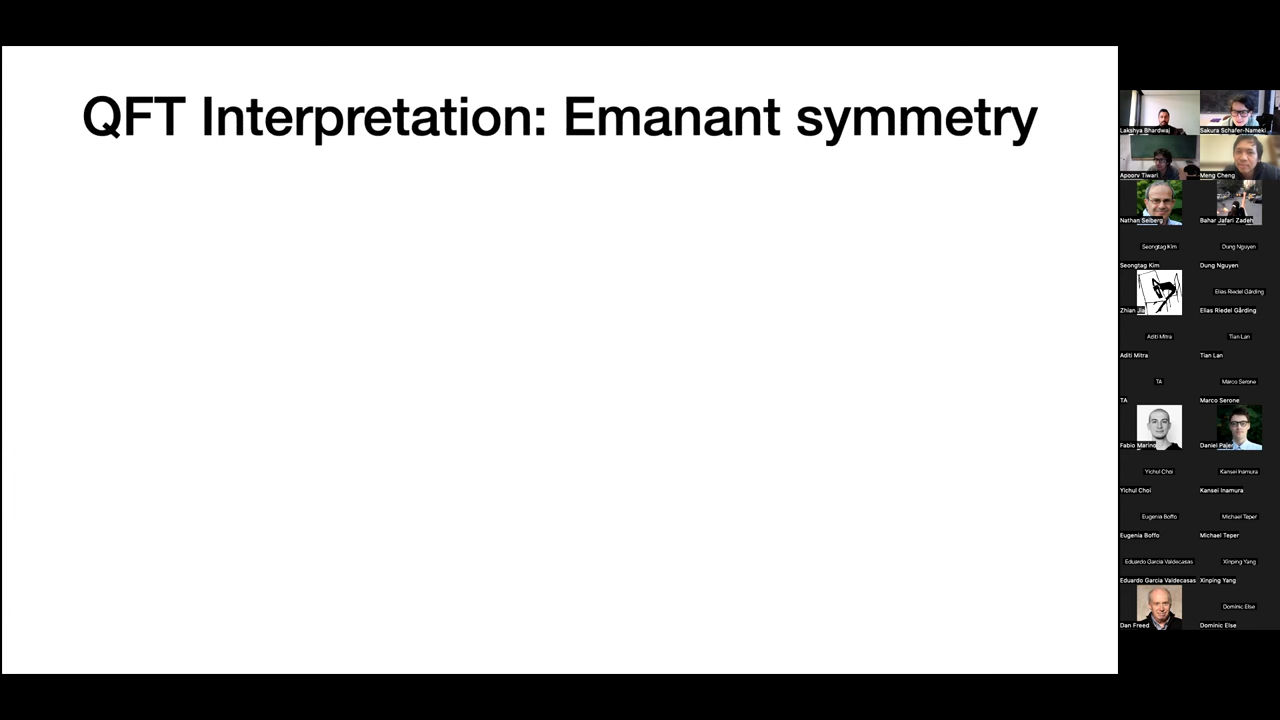 QFT Interpretation: Emanant symmetry
Lakshya Bhardwaj
Sakura Schafer-Nameki
Apoorv Tiwari
Meng Cheng
Nathan Seiberg
Bahar Jafari Zadeh
Seongtag Kim
Dung Nguyen
Seongtag Kim
Dung Nguyen
Elias Riedel Gårding
Zhian Jia
Elias Riedel Gårding
Aditi Mitra
Tian Lan
Aditi Mitra
Tian Lan
TA
Marco Serone
TA
Marco Serone
Fabio Marino
Daniel Pajer
Yichul Choi
Kansei Inamura
Yichul Choi
Kansei Inamura
Eugenia Boffo
Michael Teper
Eugenia Boffo
Michael Teper
Eduardo Garcia Valdecasas
Xinping Yang
Eduardo Garcia Valdecasas
Xinping Yang
Dominic Else
Dan Freed
Dominic Else